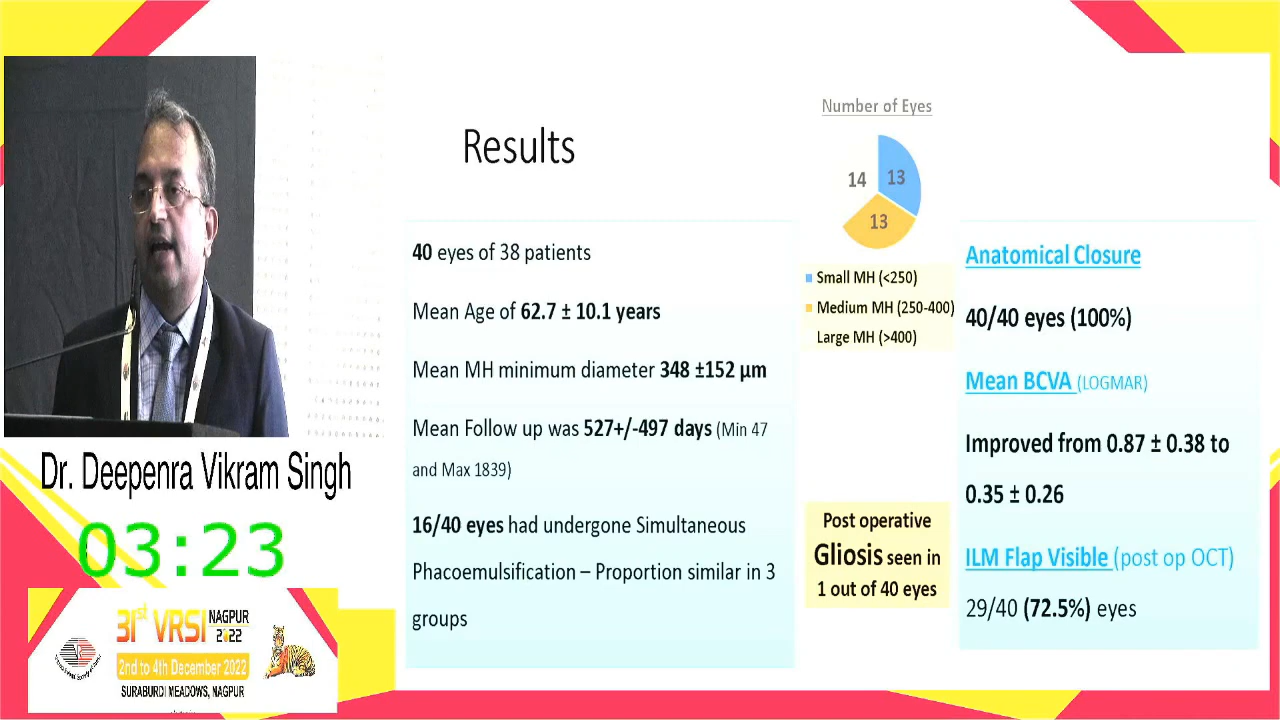 Results
40 eyes of 38 patients
Mean Age of 62.7 ± 10.1 years
Mean MH minimum diameter 348 ±152 µm
Mean Follow up was 527+/-497 days (Min 47
and Max 1839)
16/40 eyes had undergone Simultaneous
Phacoemulsification – Proportion similar in 3
groups
Number of Eyes
14
13
13
Small MH (<250)
Medium MH (250-400)
Large MH (>400)
Post operative
Gliosis seen in
1 out of 40 eyes
Anatomical Closure
40/40 eyes (100%)
Mean BCVA (LOGMAR)
Improved from 0.87 ± 0.38 to
0.35 ± 0.26
ILM Flap Visible (post op OCT)
29/40 (72.5%) eyes
Dr. Deepenra Vikram Singh
03:23
31st VRSI NAGPUR
2022
2nd to 4th December 2022
SURABURDI MEADOWS, NAGPUR